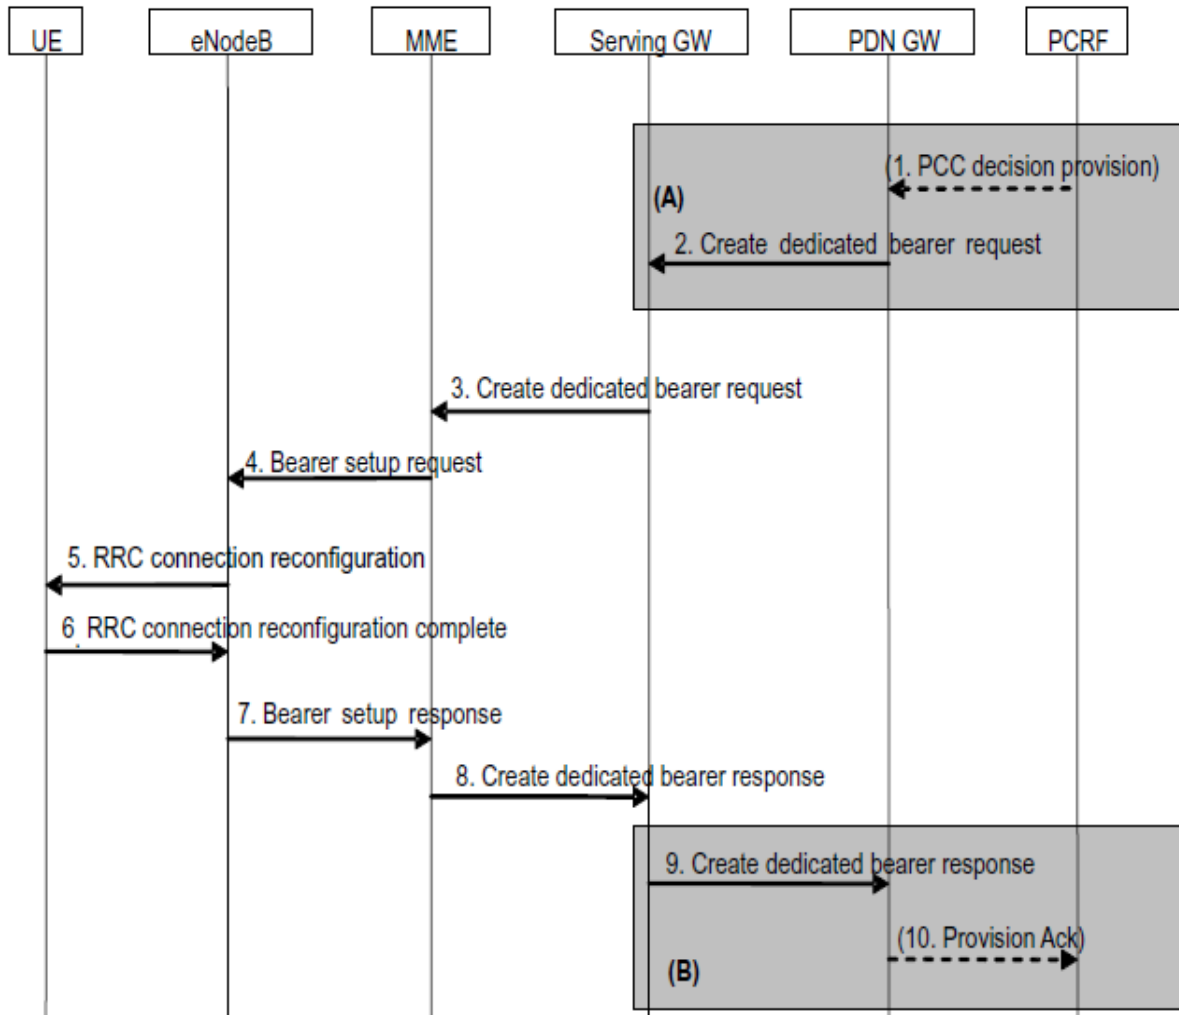 UE eNodeB MME Serving GW PDN GW PCRF
(1. PCC decision provision)
(A)
2. Create dedicated bearer request
3. Create dedicated bearer request
4. Bearer setup request
5. RRC connection reconfiguration
6. RRC connection reconfiguration complete
7. Bearer setup response
8. Create dedicated bearer response
9. Create dedicated bearer response
(10. Provision Ack)
(B)